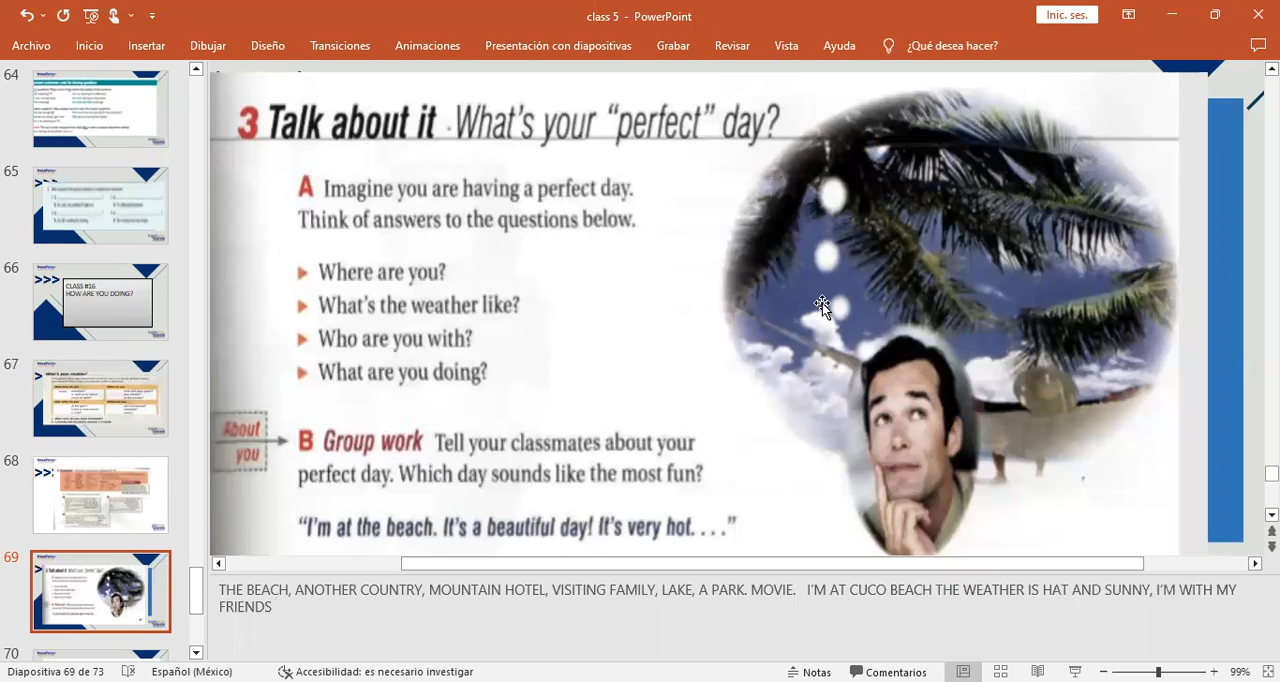 class 5 - PowerPoint
Inic. ses.
Archivo Inicio Insertar Dibujar Diseño Transiciones Animaciones Presentación con diapositivas Grabar Revisar Vista Ayuda ¿Qué desea hacer?
64
65
66
CLASS #16
HOW ARE YOU DOING?
67
68
69
70
3 Talk about it - What's your "perfect" day?
A Imagine you are having a perfect day.
Think of answers to the questions below.
Where are you?
What's the weather like?
Who are you with?
What are you doing?
About
you
B Group work Tell your classmates about your
perfect day. Which day sounds like the most fun?
"I'm at the beach. It's a beautiful day! It's very hot. . . ."
THE BEACH, ANOTHER COUNTRY, MOUNTAIN HOTEL, VISITING FAMILY, LAKE, A PARK. MOVIE. I'M AT CUCO BEACH THE WEATHER IS HAT AND SUNNY, I'M WITH MY
FRIENDS
Diapositiva 69 de 73 Español (México) Accesibilidad: es necesario investigar Notas Comentarios 99%